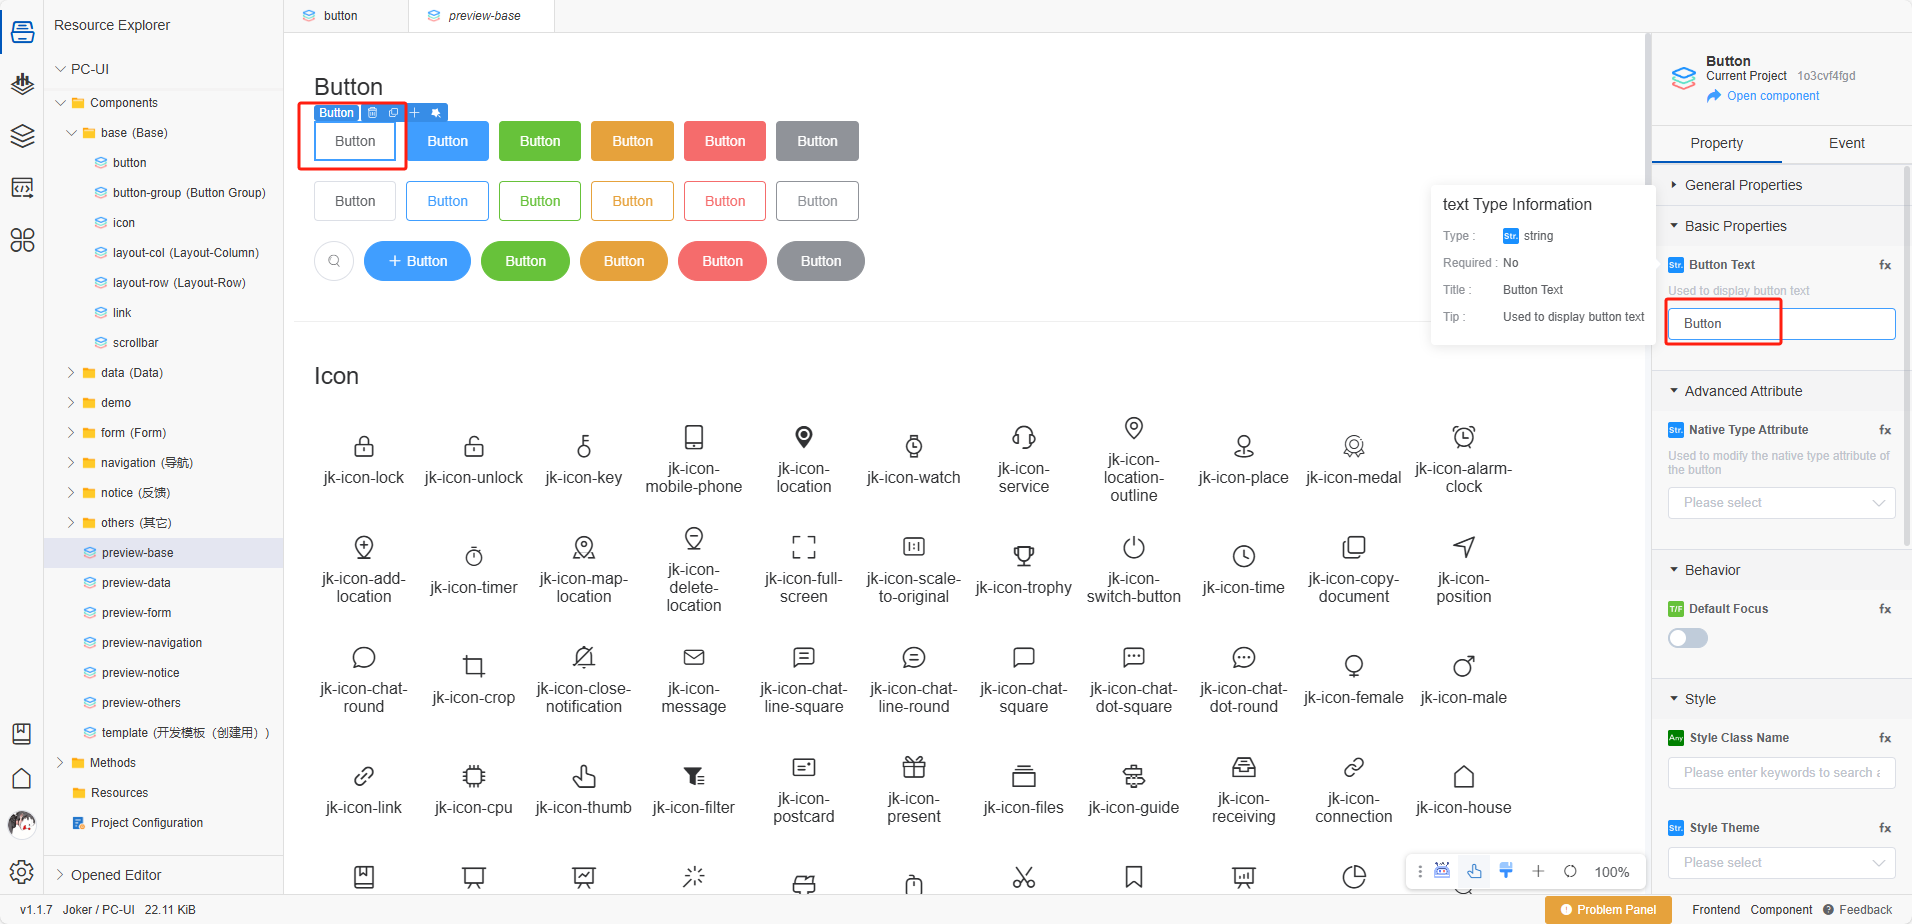 Resource Explorer
PC-UI
Components
base (Base)
button
button-group (Button Group)
icon
layout-col (Layout-Column)
layout-row (Layout-Row)
link
scrollbar
data (Data)
demo
form (Form)
navigation (导航)
notice (反馈)
others (其它)
preview-base
preview-data
preview-form
preview-navigation
preview-notice
preview-others
template (开发模板（创建用）)
Methods
Resources
Project Configuration
Opened Editor
button
preview-base
Button
Button
Button Button Button Button Button Button
Button Button Button Button Button Button
Button Button Button Button Button
Icon
jk-icon-lock
jk-icon-unlock
jk-icon-key
jk-icon-
mobile-phone
jk-icon-
location
jk-icon-watch
jk-icon-
service
jk-icon-
location-
outline
jk-icon-place
jk-icon-medal
jk-icon-alarm-
clock
jk-icon-add-
location
jk-icon-timer
jk-icon-map-
location
jk-icon-
delete-
location
jk-icon-full-
screen
jk-icon-scale-
to-original
jk-icon-trophy
jk-icon-
switch-button
jk-icon-time
jk-icon-copy-
document
jk-icon-
position
jk-icon-chat-
round
jk-icon-crop
jk-icon-close-
notification
jk-icon-
message
jk-icon-chat-
line-square
jk-icon-chat-
line-round
jk-icon-chat-
square
jk-icon-chat-
dot-square
jk-icon-chat-
dot-round
jk-icon-female
jk-icon-male
jk-icon-link
jk-icon-cpu
jk-icon-thumb
jk-icon-filter
jk-icon-
postcard
jk-icon-
present
jk-icon-files
jk-icon-guide
jk-icon-
receiving
jk-icon-
connection
jk-icon-house
100%
text Type Information
Type : Str. string
Required : No
Title : Button Text
Tip : Used to display button text
Button
Current Project 1o3cvf4fgd
Open component
Property Event
General Properties
Basic Properties
Str. Button Text fx
Used to display button text
Button
Advanced Attribute
Str. Native Type Attribute fx
Used to modify the native type attribute of
the button
Please select
Behavior
T/F Default Focus fx
Style
Any Style Class Name fx
Please enter keywords to search a
Str. Style Theme fx
Please select
v1.1.7 Joker / PC-UI 22.11 KiB
Problem Panel
Frontend Component Feedback